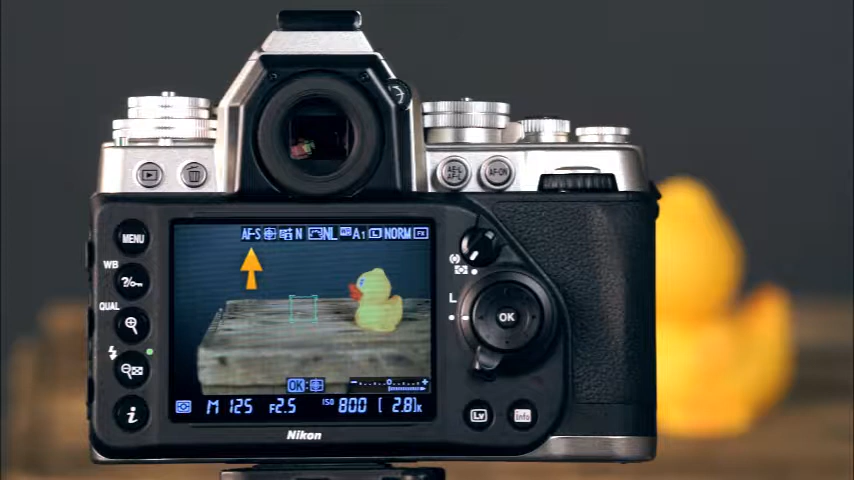 AE-L
AF-L
AF-ON
MENU
WB
?/
QUAL
i
AF-S N NL A1 L NORM FX
OK:
M 125 F2.5 ISO 800 [ 2.8]K
Nikon
L
OK
Lv
info